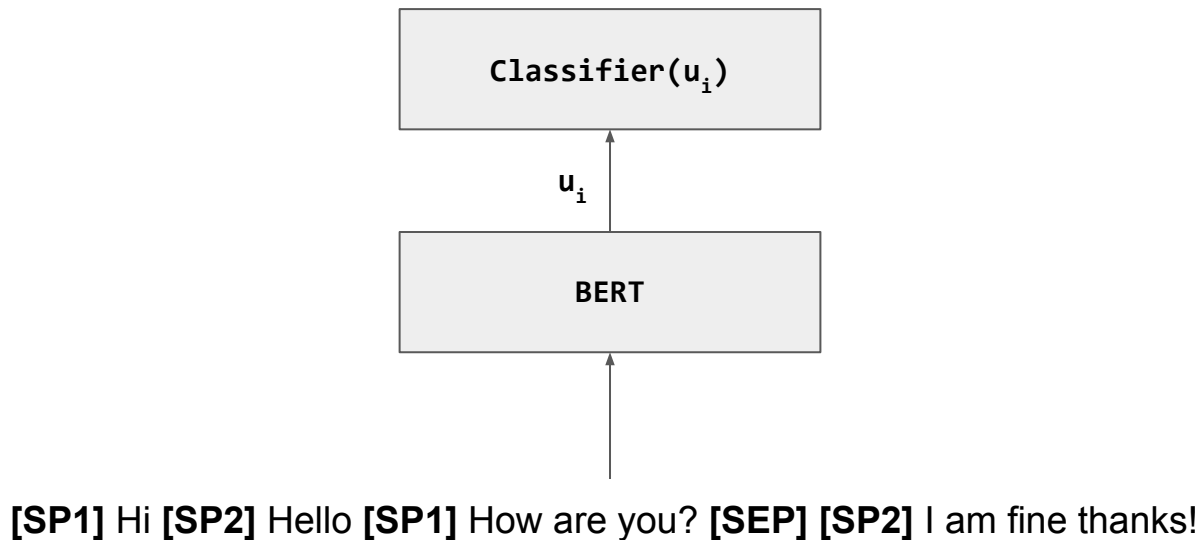 Classifier(u_i)
u_i
BERT
[SP1] Hi [SP2] Hello [SP1] How are you? [SEP] [SP2] I am fine thanks!